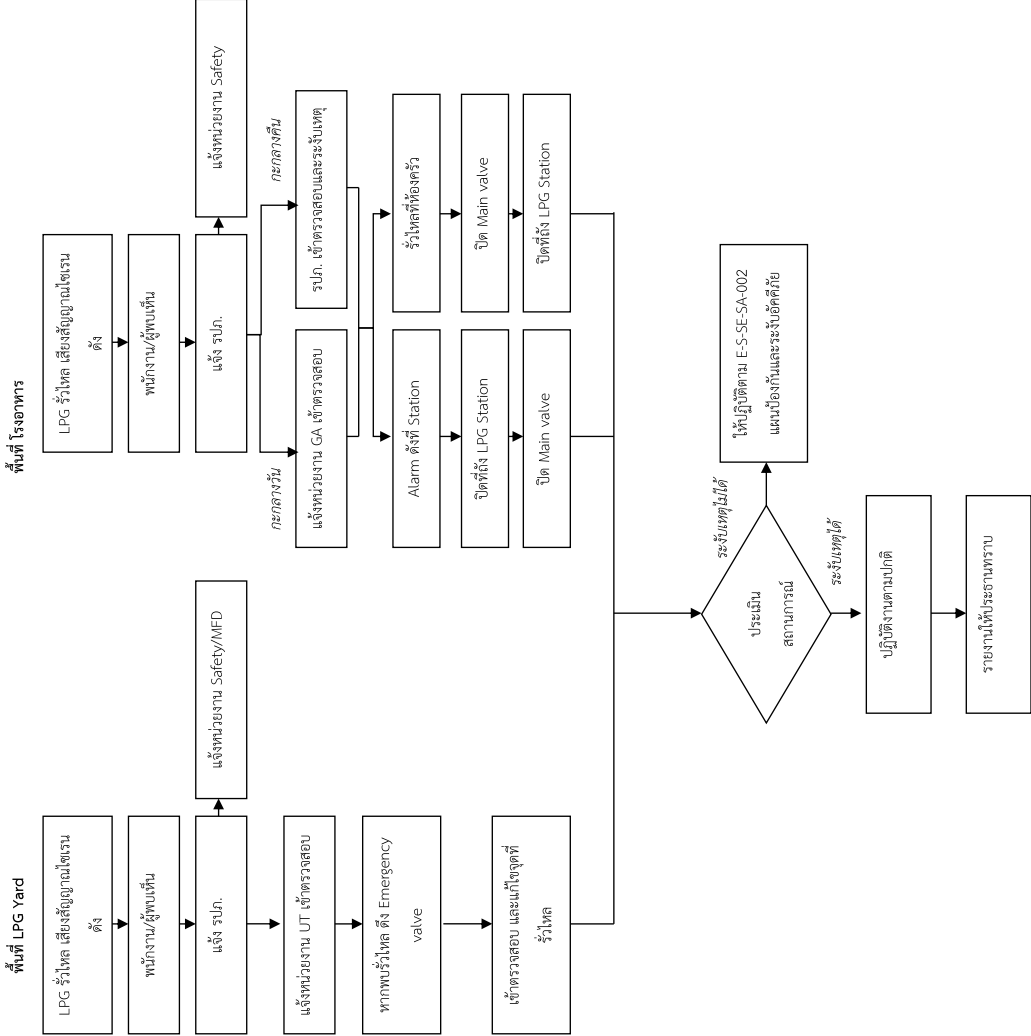 พื้นที่ LPG Yard
LPG รั่วไหล เสียงสัญญาณไซเรน
ดัง
พนักงาน/ผู้พบเห็น
แจ้ง รปภ.
แจ้งหน่วยงาน Safety/MFD
แจ้งหน่วยงาน UT เข้าตรวจสอบ
หากพบรั่วไหล ดึง Emergency
valve
เข้าตรวจสอบ และแก้ไขจุดที่
รั่วไหล
พื้นที่ โรงอาหาร
LPG รั่วไหล เสียงสัญญาณไซเรน
ดัง
พนักงาน/ผู้พบเห็น
แจ้ง รปภ.
แจ้งหน่วยงาน Safety
กะกลางวัน
กะกลางคืน
แจ้งหน่วยงาน GA เข้าตรวจสอบ
รปภ. เข้าตรวจสอบและระงับเหตุ
Alarm ดังที่ Station
รั่วไหลที่ห้องครัว
ปิดที่ถัง LPG Station
ปิด Main valve
ปิด Main valve
ปิดที่ถัง LPG Station
ประเมิน
สถานการณ์
ระงับเหตุไม่ได้
ให้ปฏิบัติตาม E-S-SE-SA-002
แผนป้องกันและระงับอัคคีภัย
ระงับเหตุได้
ปฏิบัติงานตามปกติ
รายงานให้ประธานทราบ